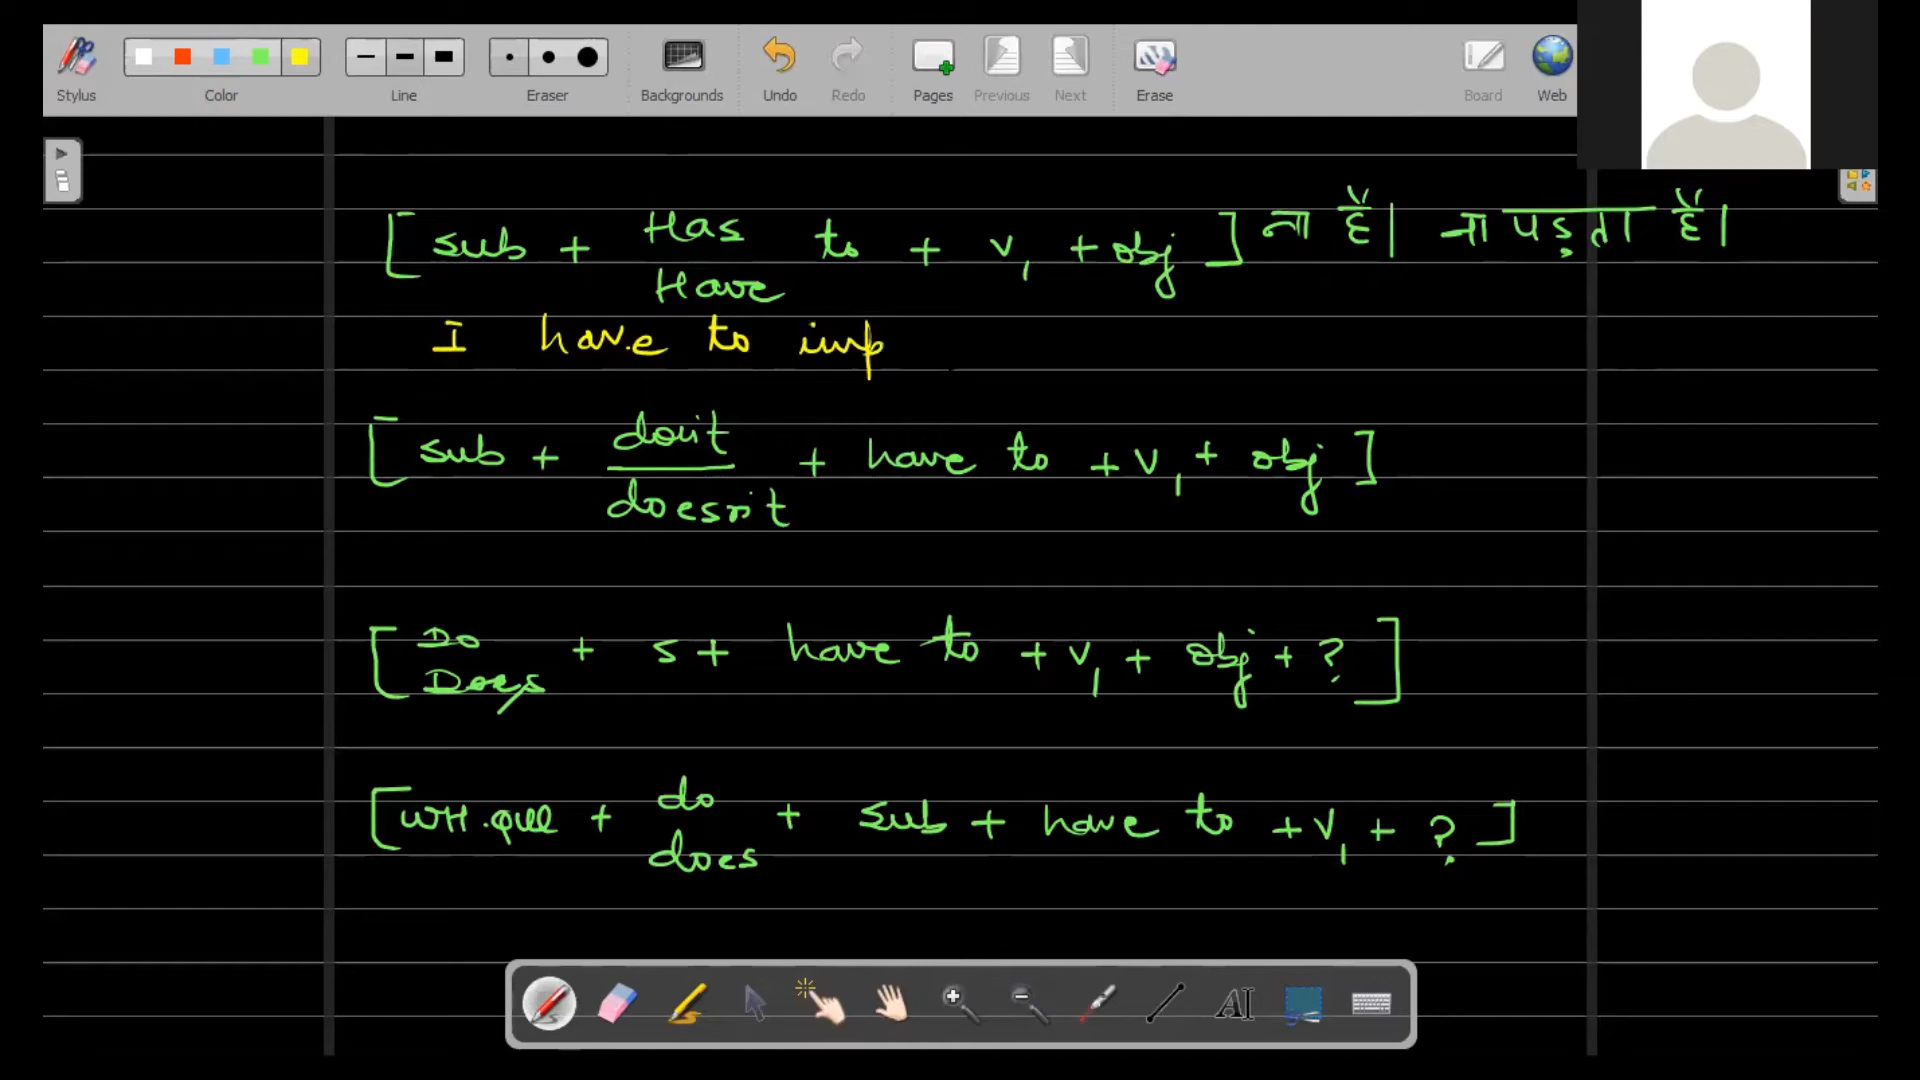 Stylus Color Line Eraser Backgrounds Undo Redo Pages Previous Next Erase Board Web
[sub + Has to + v1 + obj] ना है। ना पड़ता है।
Have
I have to imp
[sub + don't + have to + v1 + obj]
doesn't
[Do + s + have to + v1 + obj + ?]
Does
[WH.que + do + sub + have to + v1 + ?]
does
AI